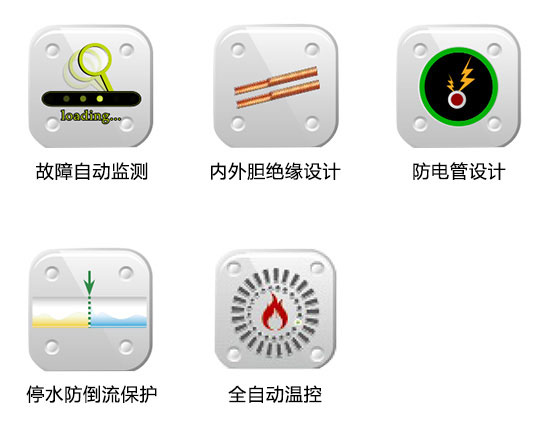 loading...
故障自动监测
内外胆绝缘设计
防电管设计
停水防倒流保护
全自动温控